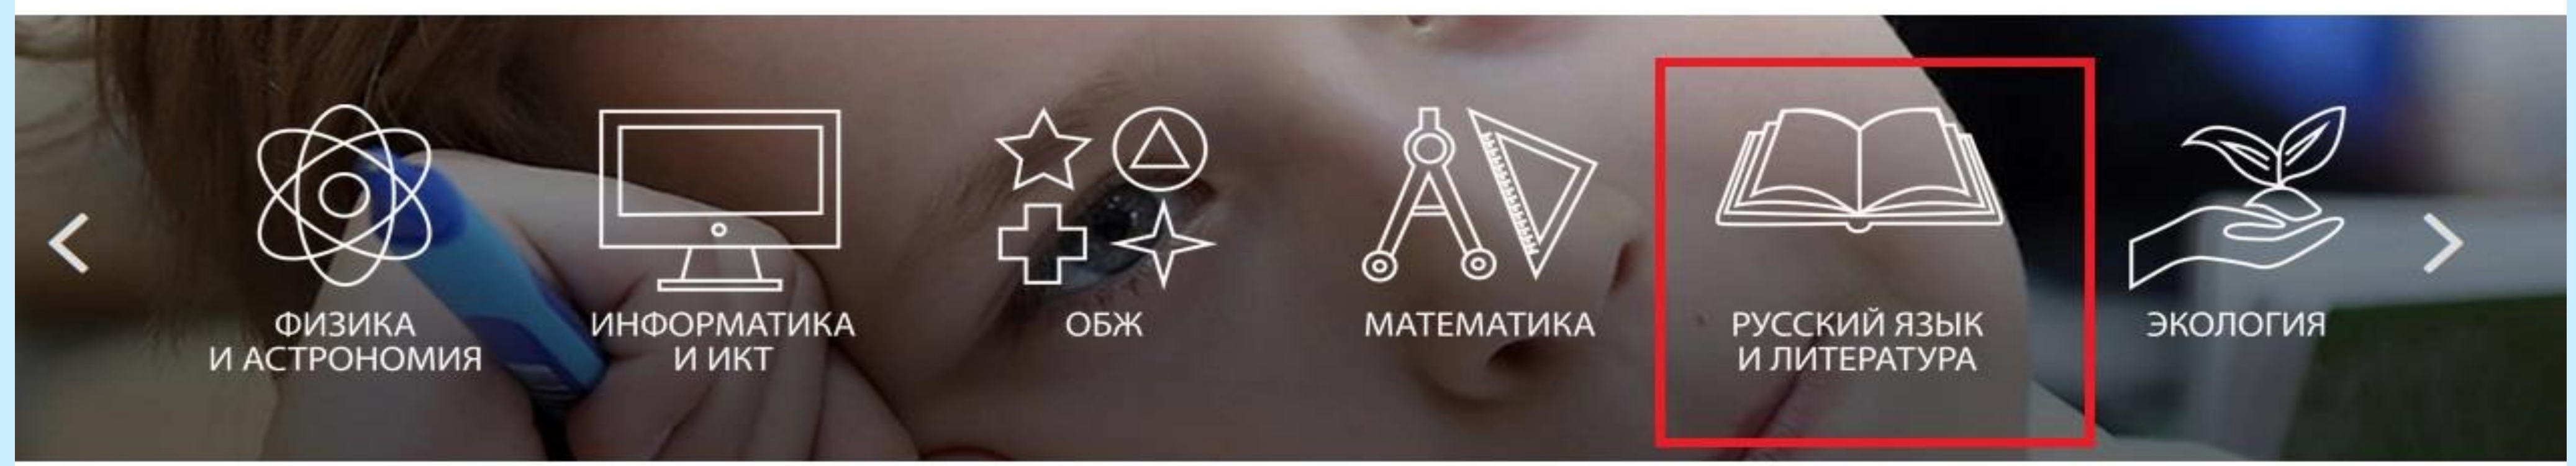 ФИЗИКА
И АСТРОНОМИЯ
ИНФОРМАТИКА
И ИКТ
ОБЖ
МАТЕМАТИКА
РУССКИЙ ЯЗЫК
И ЛИТЕРАТУРА
ЭКОЛОГИЯ